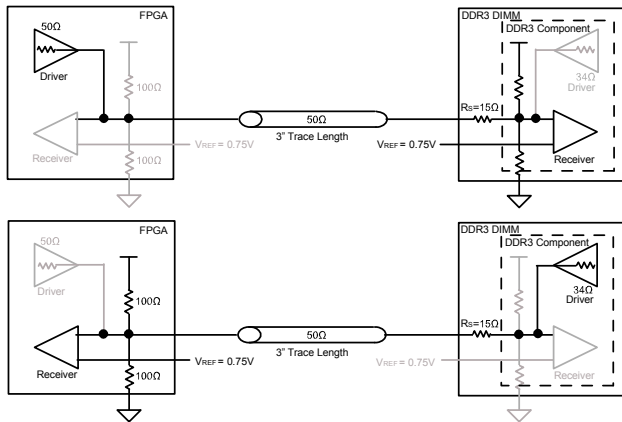 FPGA
50Ω
Driver
100Ω
100Ω
Receiver
VREF = 0.75V
50Ω
3” Trace Length
DDR3 DIMM
DDR3 Component
34Ω
Driver
RS=15Ω
VREF = 0.75V
Receiver
FPGA
50Ω
Driver
100Ω
100Ω
Receiver
VREF = 0.75V
50Ω
3” Trace Length
DDR3 DIMM
DDR3 Component
34Ω
Driver
RS=15Ω
VREF = 0.75V
Receiver